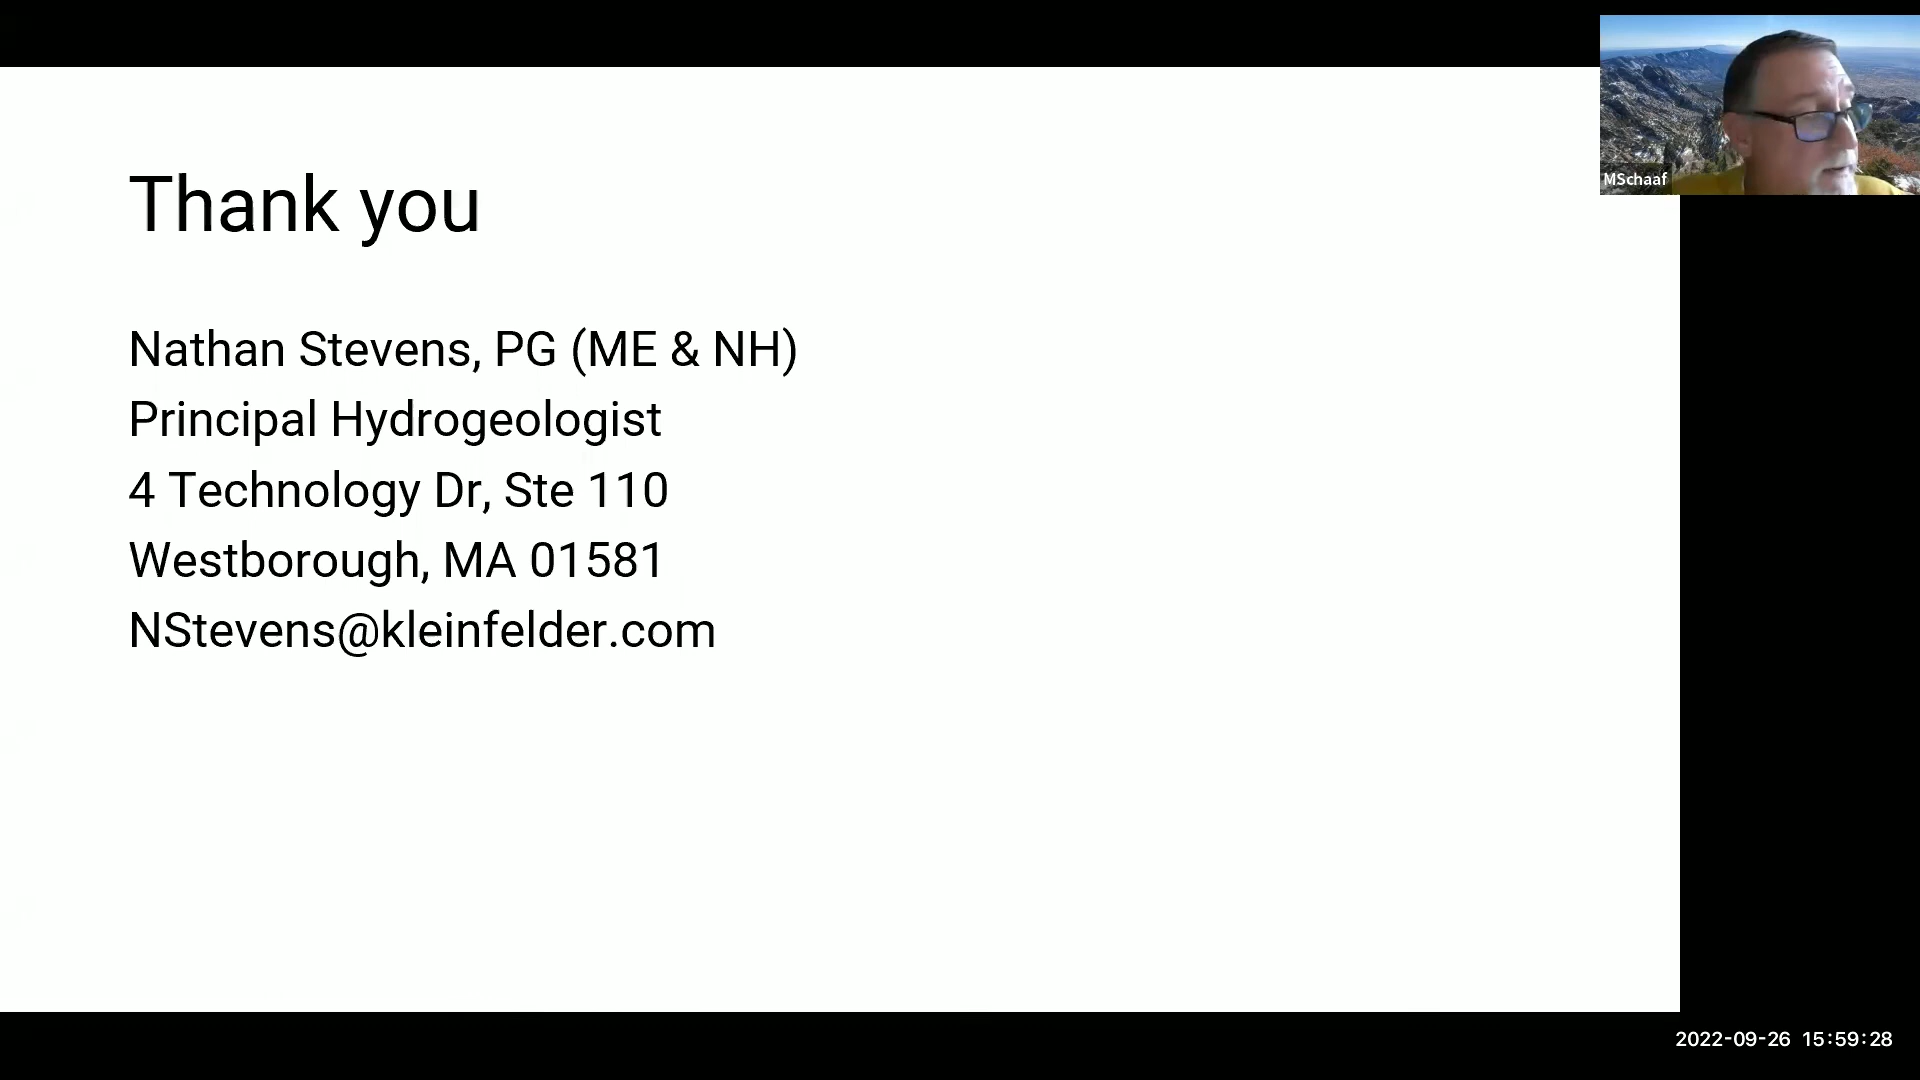 Thank you
Nathan Stevens, PG (ME & NH)
Principal Hydrogeologist
4 Technology Dr, Ste 110
Westborough, MA 01581
NStevens@kleinfelder.com
MSchaaf
2022-09-26 15:59:28